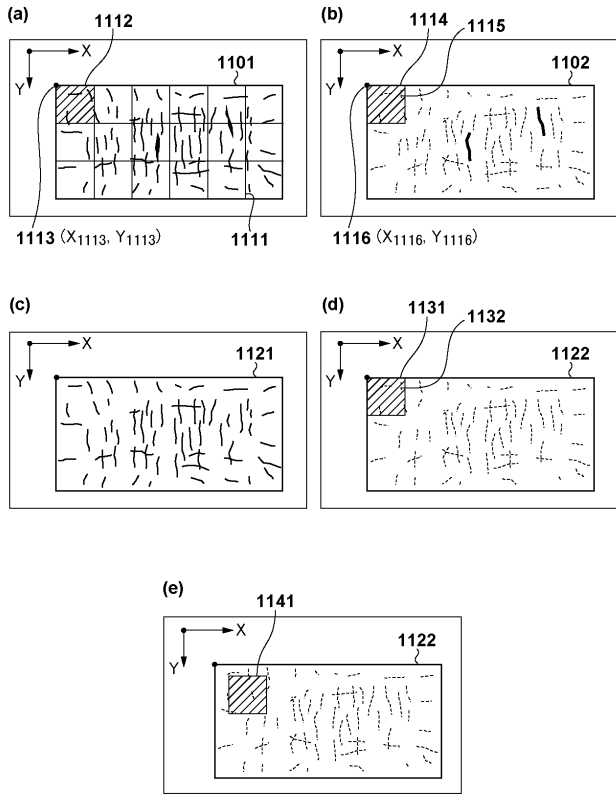 (a)
1112
1101
X
Y
1113 (X1113, Y1113)
1111
(b)
1114
1115
1102
X
Y
1116 (X1116, Y1116)
(c)
X
1121
Y
(d)
1131
1132
X
1122
Y
(e)
1141
X
1122
Y